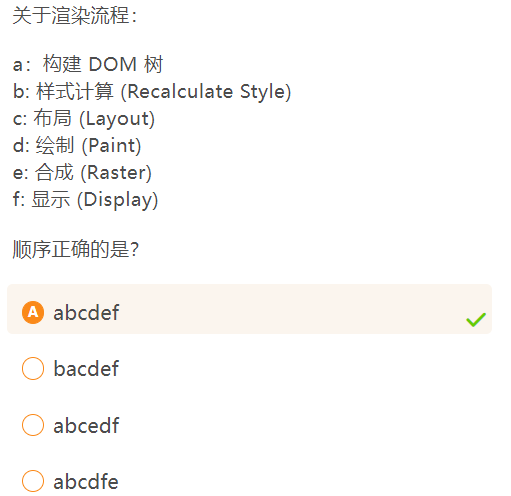 关于渲染流程：
a：构建 DOM 树
b: 样式计算 (Recalculate Style)
c: 布局 (Layout)
d: 绘制 (Paint)
e: 合成 (Raster)
f: 显示 (Display)
顺序正确的是？
A abcdef
bacdef
abcedf
abcdfe